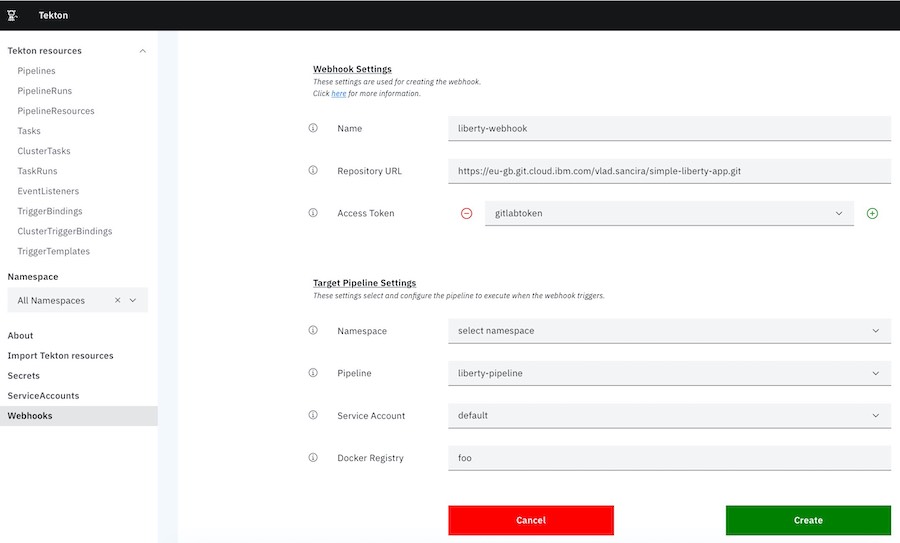 Tekton
Tekton resources
Pipelines
PipelineRuns
PipelineResources
Tasks
ClusterTasks
TaskRuns
EventListeners
TriggerBindings
ClusterTriggerBindings
TriggerTemplates
Namespace
All Namespaces
About
Import Tekton resources
Secrets
ServiceAccounts
Webhooks
Webhook Settings
These settings are used for creating the webhook.
Click here for more information.
Name liberty-webhook
Repository URL https://eu-gb.git.cloud.ibm.com/vlad.sancira/simple-liberty-app.git
Access Token gitlabtoken
Target Pipeline Settings
These settings select and configure the pipeline to execute when the webhook triggers.
Namespace select namespace
Pipeline liberty-pipeline
Service Account default
Docker Registry foo
Cancel Create